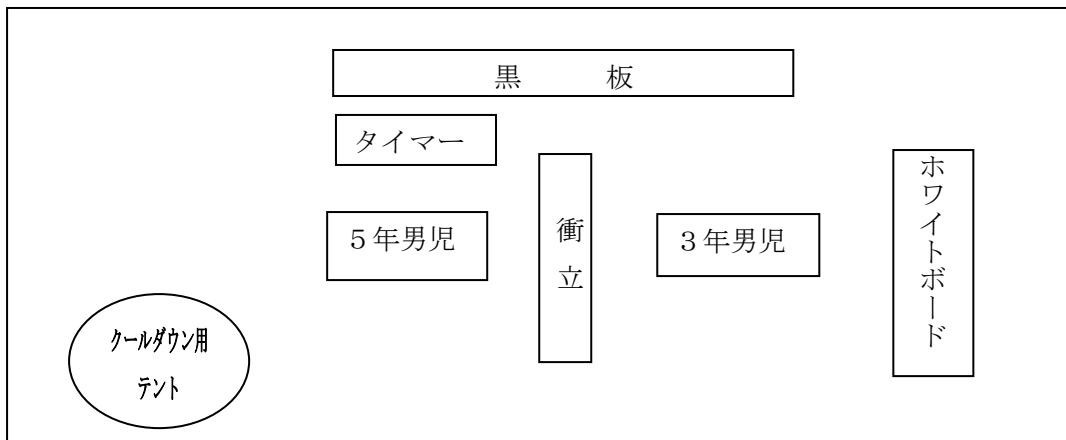 黒　　　板
タイマー
５年男児
衝立
３年男児
ホワイトボード
クールダウン用
テント